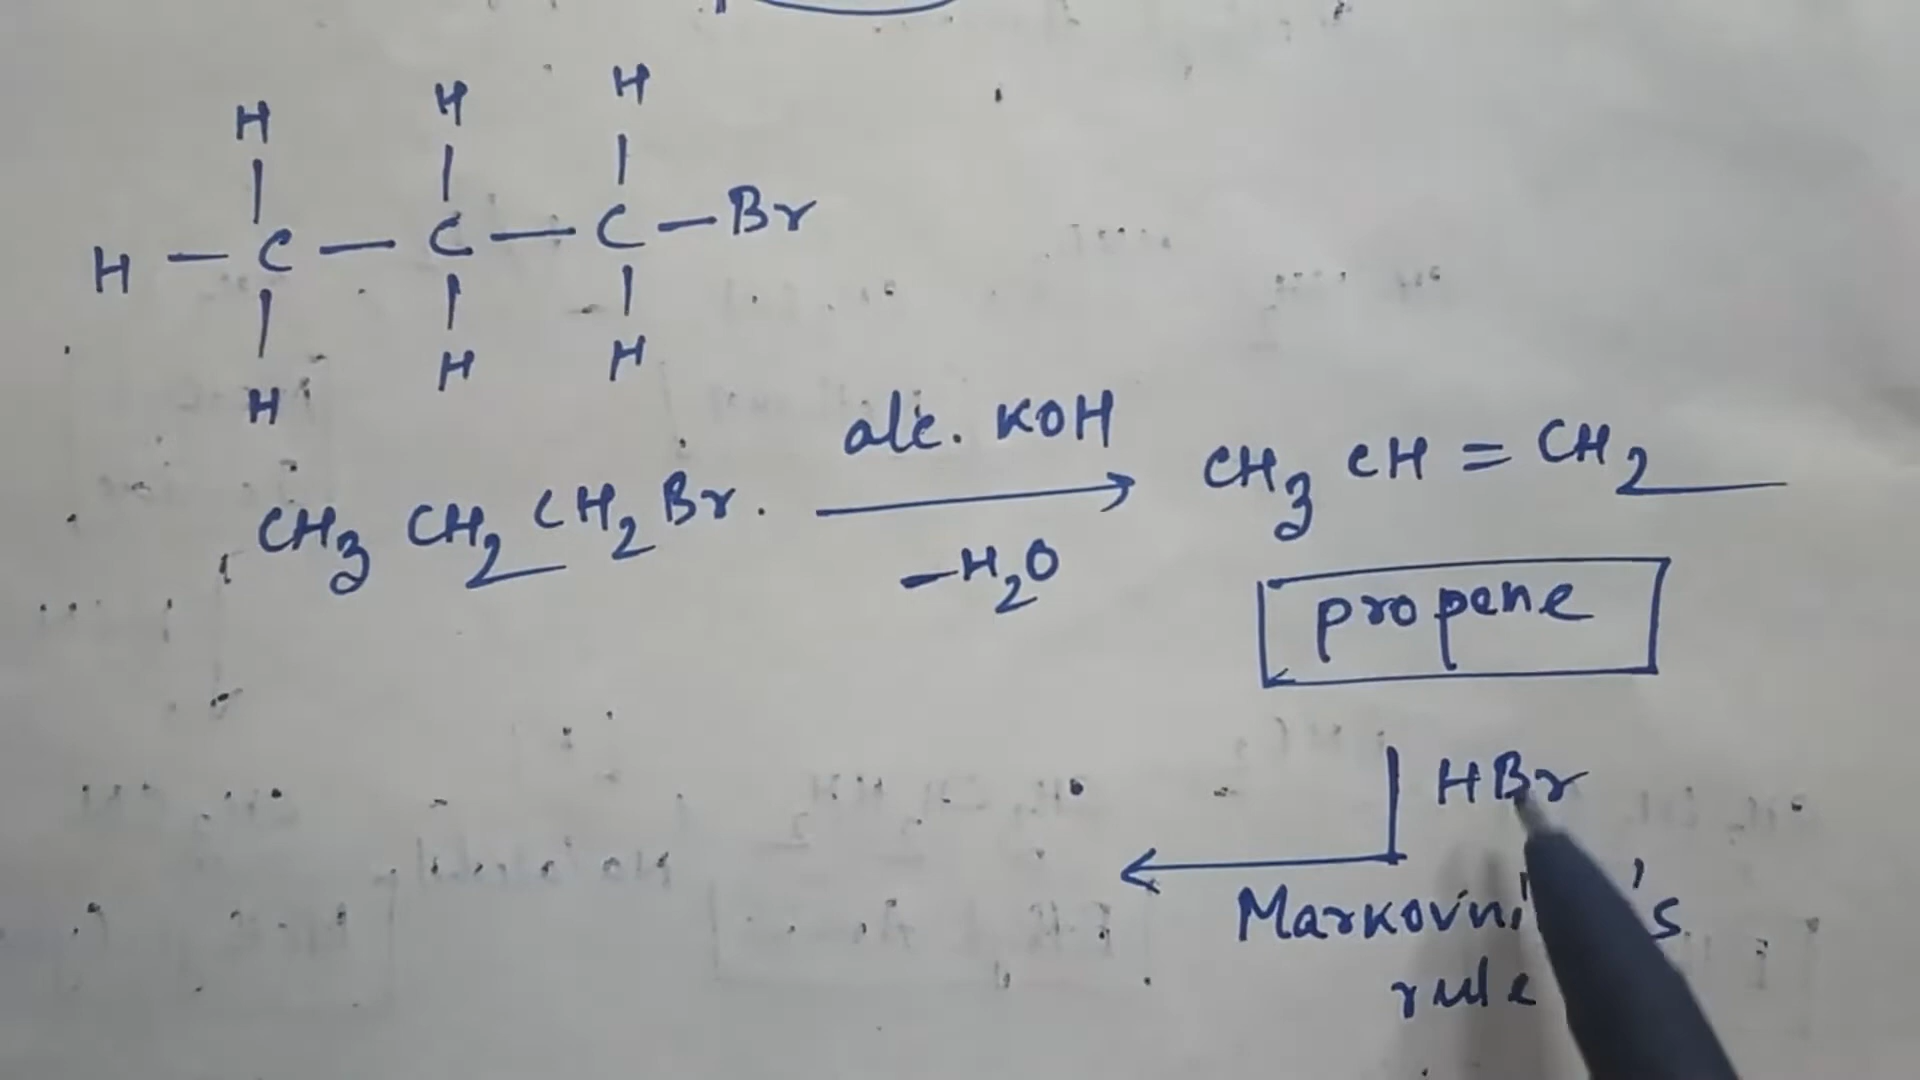 H H H
H - C - C - C - Br
H H H
CH3 CH2 CH2 Br. alc. KOH → CH3 CH = CH2
-H2O
propene
HBr
Markovni 's
rule